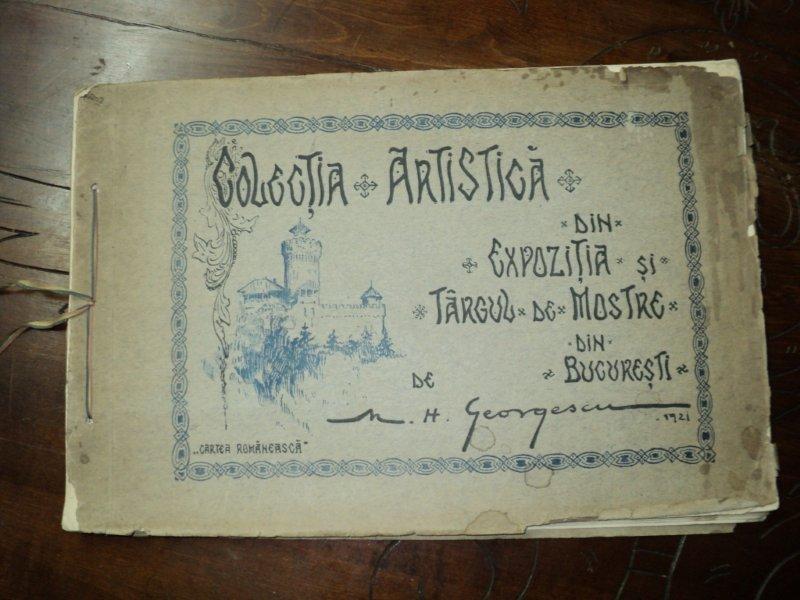 COLECȚIA ARTISTICĂ
DIN
EXPOZIȚIA ȘI
TÂRGUL DE MOSTRE
DIN
BUCUREȘTI
DE
M. H. Georgescu
1921
„CARTEA ROMÂNEASCĂ"